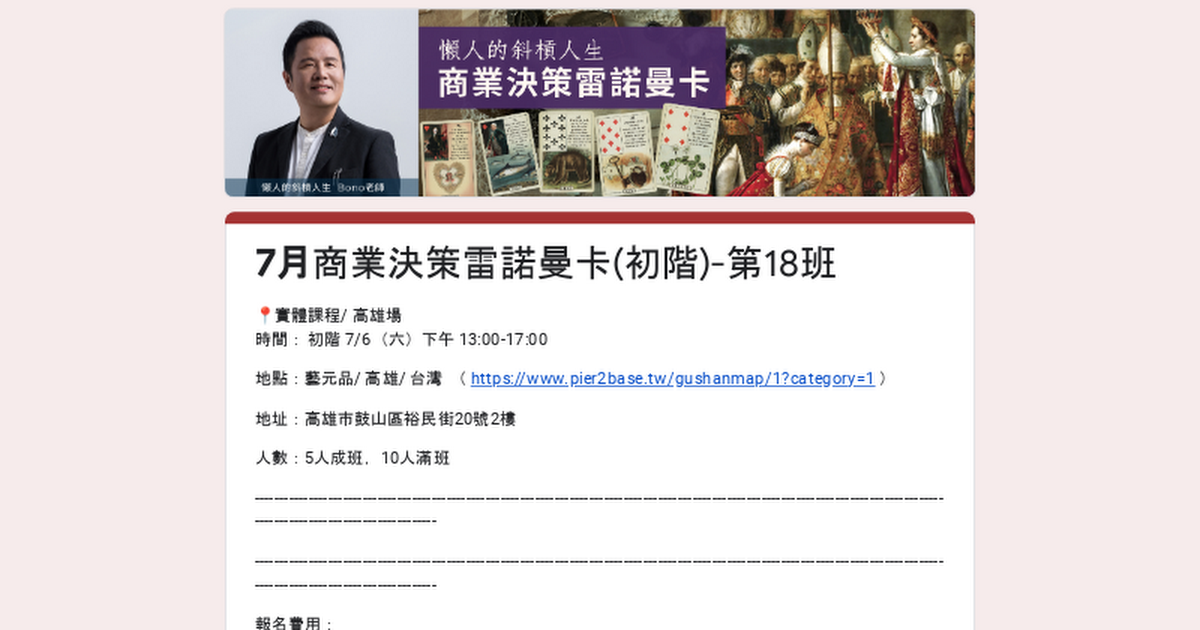 懶人的斜槓人生
商業決策雷諾曼卡
懶人的斜槓人生 Bono老師
7月商業決策雷諾曼卡(初階)-第18班
📍實體課程/ 高雄場
時間： 初階 7/6（六）下午 13:00-17:00
地點：藝元品/ 高雄/ 台灣 （ https://www.pier2base.tw/gushanmap/1?category=1 ）
地址：高雄市鼓山區裕民街20號2樓
人數：5人成班，10人滿班
報名費用：